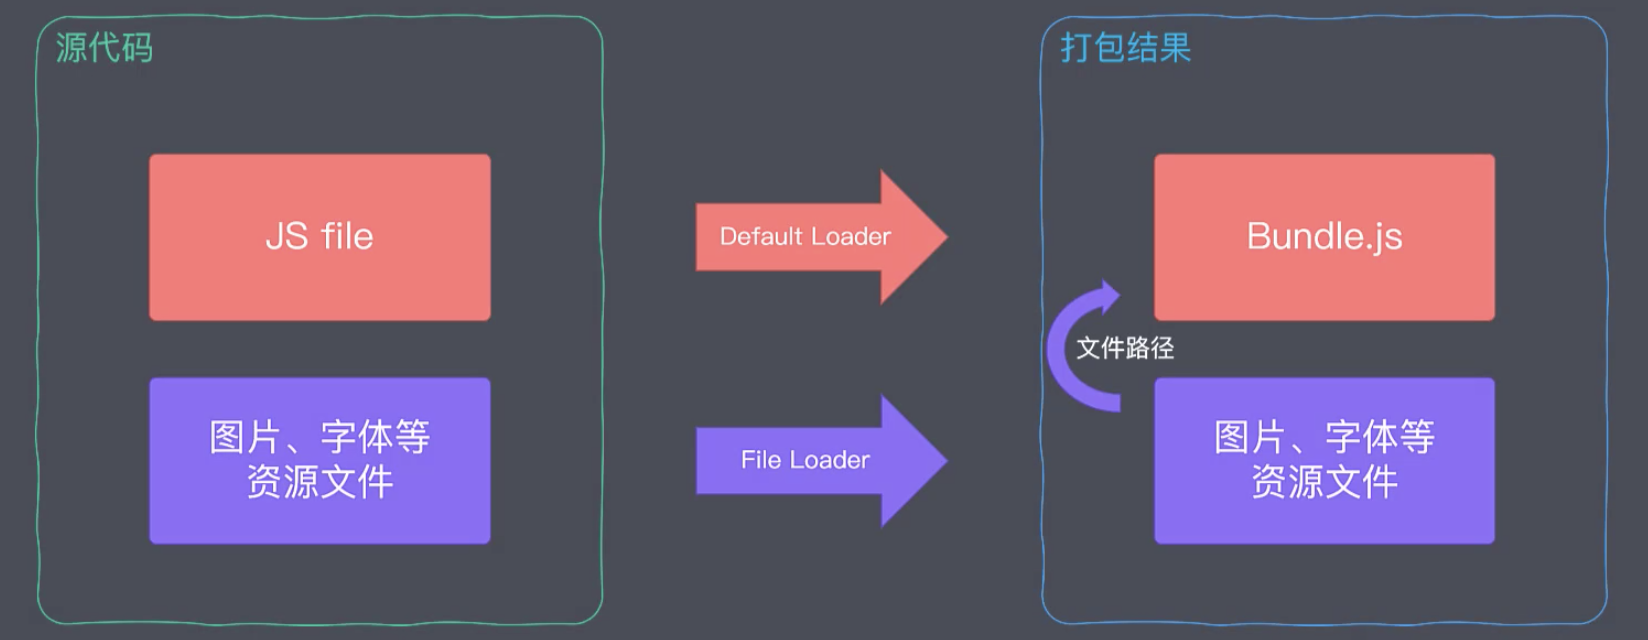 源代码
JS file
图片、字体等
资源文件
Default Loader
File Loader
打包结果
Bundle.js
文件路径
图片、字体等
资源文件